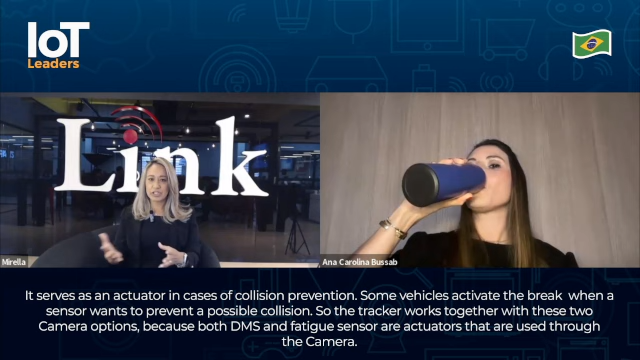 IoT
Leaders
Link
Mirella
Ana Carolina Bussab
It serves as an actuator in cases of collision prevention. Some vehicles activate the break when a
sensor wants to prevent a possible collision. So the tracker works together with these two
Camera options, because both DMS and fatigue sensor are actuators that are used through
the Camera.